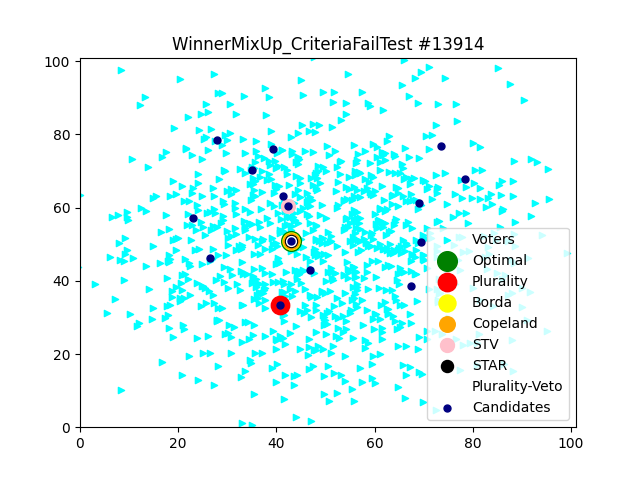 WinnerMixUp_CriteriaFailTest #13914
100
80
60
40
20
0
0 20 40 60 80 100
Voters
Optimal
Plurality
Borda
Copeland
STV
STAR
Plurality-Veto
Candidates